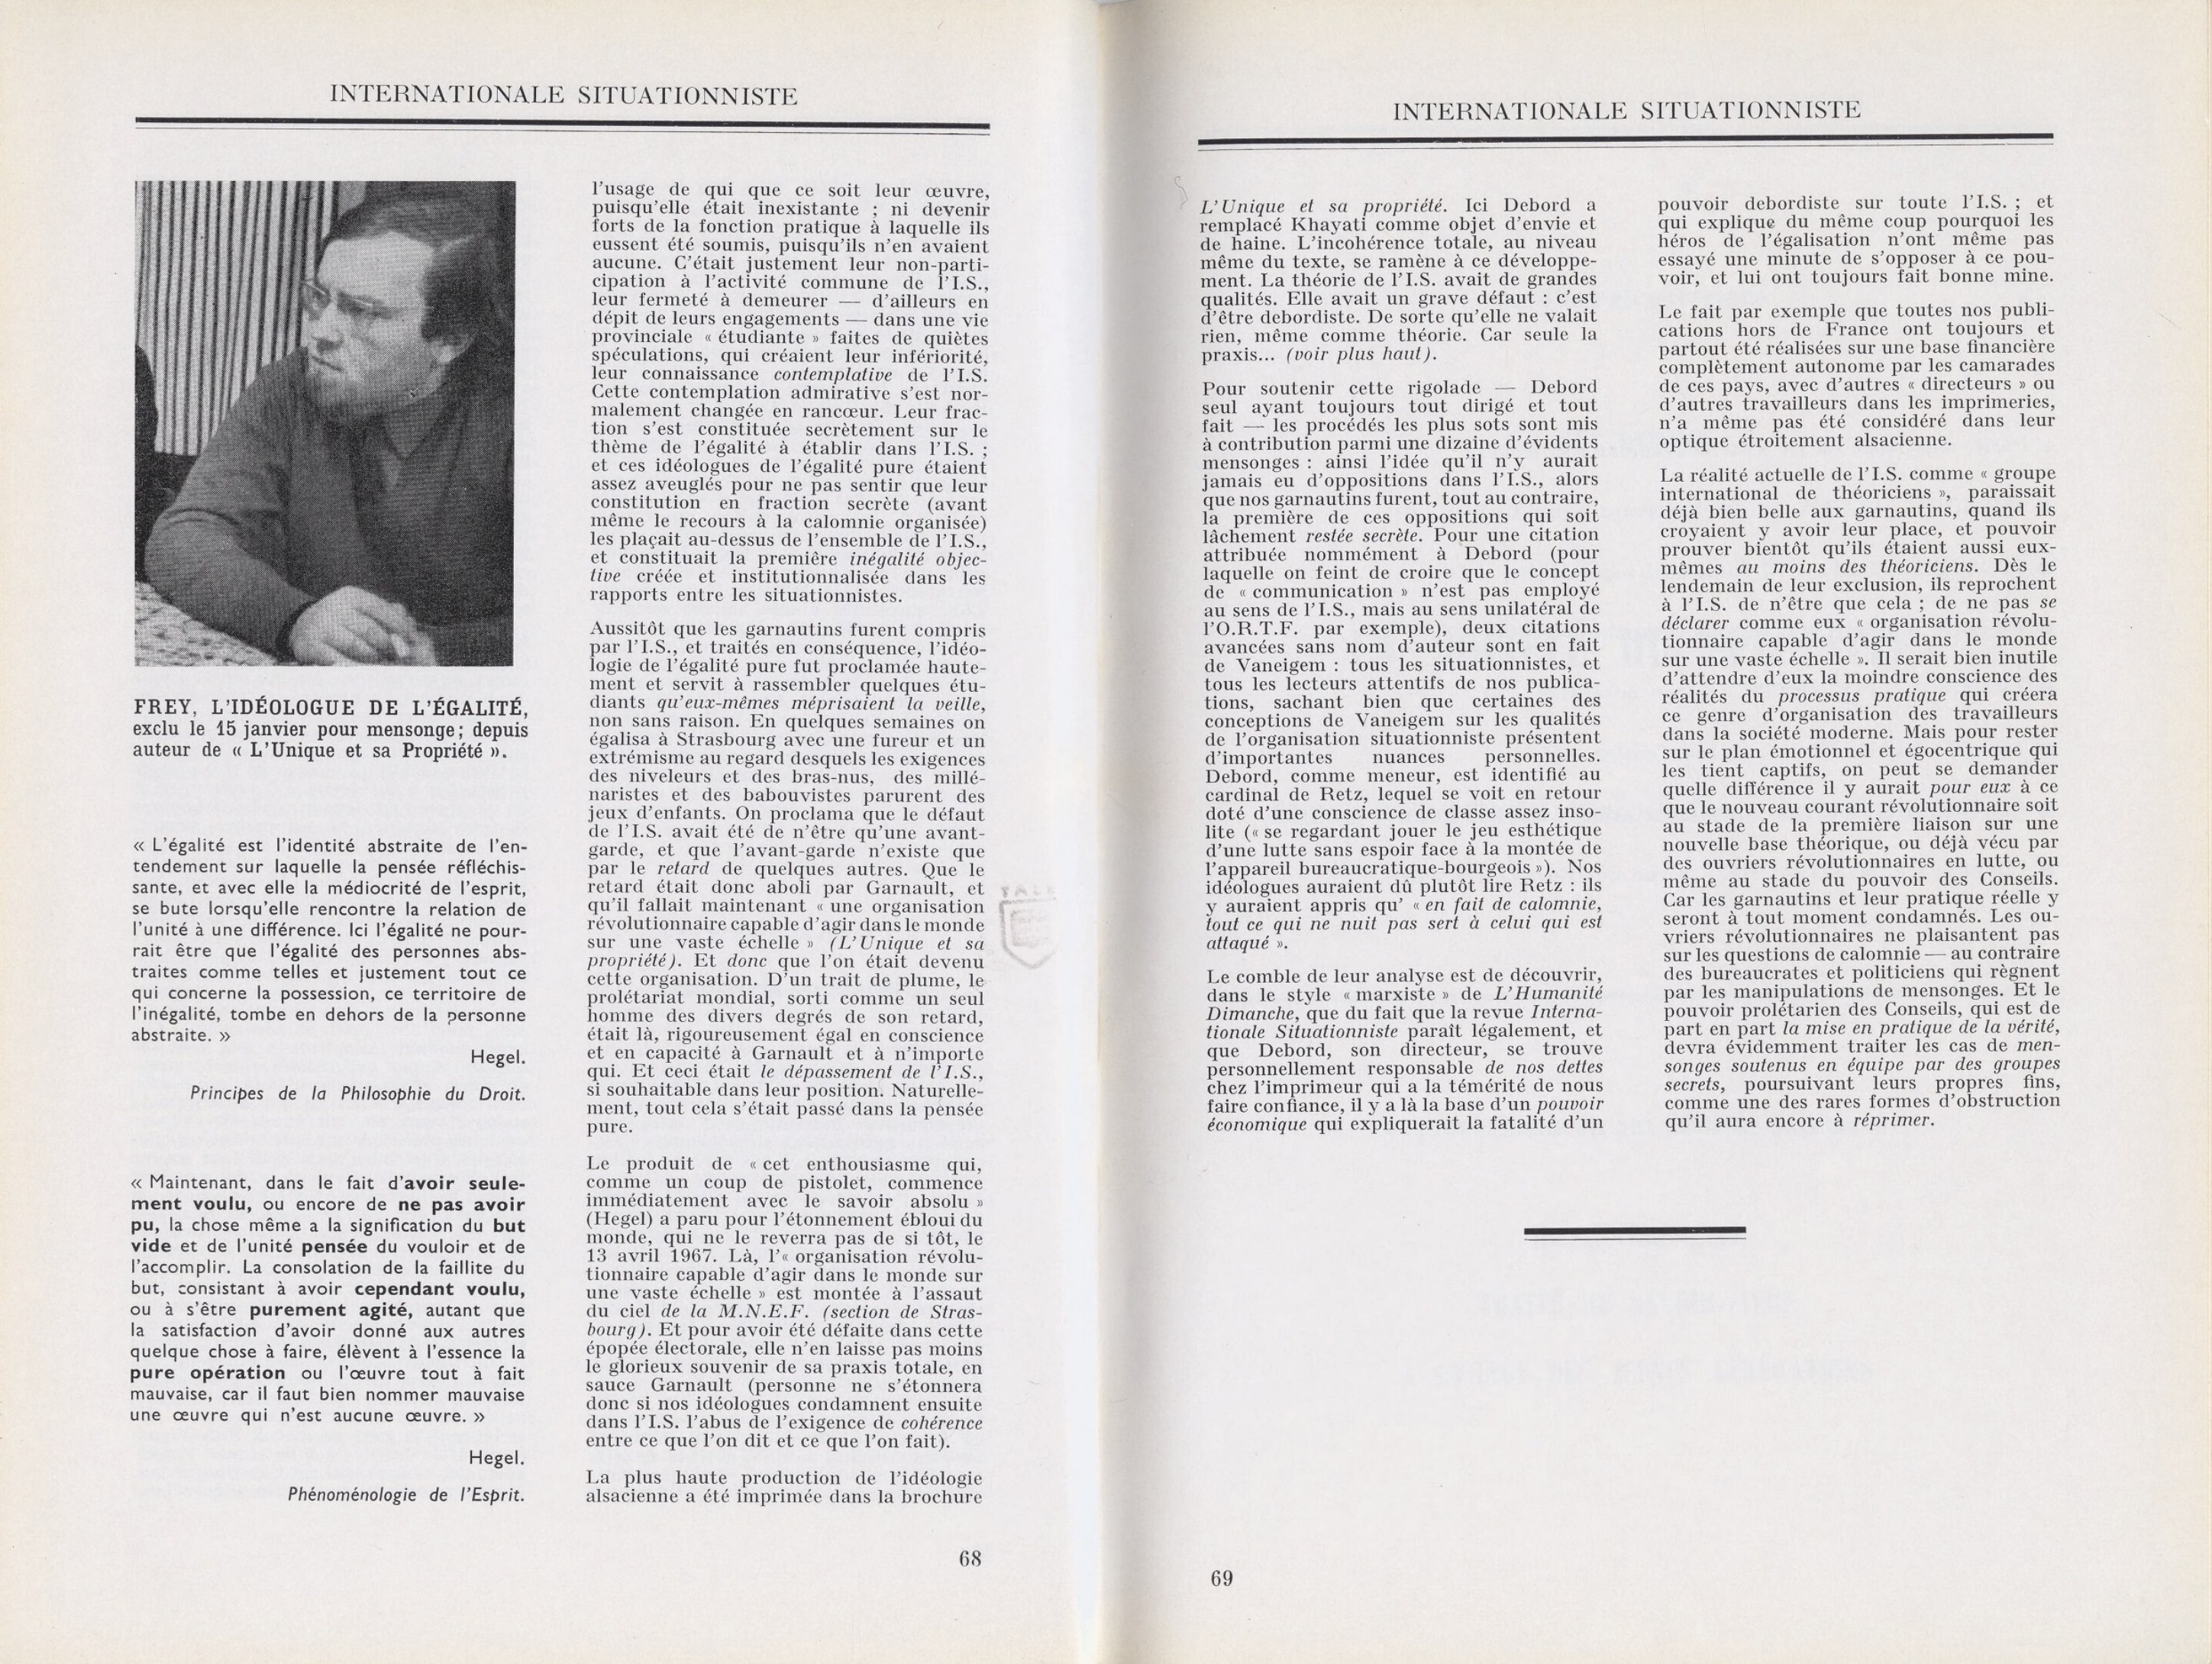 INTERNATIONALE SITUATIONNISTE
FREY, L'IDÉOLOGUE DE L'ÉGALITÉ,
exclu le 15 janvier pour mensonge; depuis
auteur de « L'Unique et sa Propriété ».
« L'égalité est l'identité abstraite de l'en-
tendement sur laquelle la pensée réfléchis-
sante, et avec elle la médiocrité de l'esprit,
se bute lorsqu'elle rencontre la relation de
l'unité à une différence. Ici l'égalité ne pour-
rait être que l'égalité des personnes abs-
traites comme telles et justement tout ce
qui concerne la possession, ce territoire de
l'inégalité, tombe en dehors de la personne
abstraite. »
Hegel.
Principes de la Philosophie du Droit.
« Maintenant, dans le fait d'avoir seule-
ment voulu, ou encore de ne pas avoir
pu, la chose même a la signification du but
vide et de l'unité pensée du vouloir et de
l'accomplir. La consolation de la faillite du
but, consistant à avoir cependant voulu,
ou à s'être purement agité, autant que
la satisfaction d'avoir donné aux autres
quelque chose à faire, élèvent à l'essence la
pure opération ou l'œuvre tout à fait
mauvaise, car il faut bien nommer mauvaise
une œuvre qui n'est aucune œuvre. »
Hegel.
Phénoménologie de l'Esprit.
l'usage de qui que ce soit leur œuvre,
puisqu'elle était inexistante ; ni devenir
forts de la fonction pratique à laquelle ils
eussent été soumis, puisqu'ils n'en avaient
aucune. C'était justement leur non-parti-
cipation à l'activité commune de l'I.S.,
leur fermeté à demeurer — d'ailleurs en
dépit de leurs engagements — dans une vie
provinciale « étudiante » faites de quiètes
spéculations, qui créaient leur infériorité,
leur connaissance contemplative de l'I.S.
Cette contemplation admirative s'est nor-
malement changée en rancœur. Leur frac-
tion s'est constituée secrètement sur le
thème de l'égalité à établir dans l'I.S. ;
et ces idéologues de l'égalité pure étaient
assez aveuglés pour ne pas sentir que leur
constitution en fraction secrète (avant
même le recours à la calomnie organisée)
les plaçait au-dessus de l'ensemble de l'I.S.,
et constituait la première inégalité objec-
tive créée et institutionnalisée dans les
rapports entre les situationnistes.
Aussitôt que les garnautins furent compris
par l'I.S., et traités en conséquence, l'idéo-
logie de l'égalité pure fut proclamée haute-
ment et servit à rassembler quelques étu-
diants qu'eux-mêmes méprisaient la veille,
non sans raison. En quelques semaines on
égalisa à Strasbourg avec une fureur et un
extrémisme au regard desquels les exigences
des niveleurs et des bras-nus, des millé-
naristes et des babouvistes parurent des
jeux d'enfants. On proclama que le défaut
de l'I.S. avait été de n'être qu'une avant-
garde, et que l'avant-garde n'existe que
par le retard de quelques autres. Que le
retard était donc aboli par Garnault, et
qu'il fallait maintenant « une organisation
révolutionnaire capable d'agir dans le monde
sur une vaste échelle » (L'Unique et sa
propriété). Et donc que l'on était devenu
cette organisation. D'un trait de plume, le
prolétariat mondial, sorti comme un seul
homme des divers degrés de son retard,
était là, rigoureusement égal en conscience
et en capacité à Garnault et à n'importe
qui. Et ceci était le dépassement de l'I.S.,
si souhaitable dans leur position. Naturelle-
ment, tout cela s'était passé dans la pensée
pure.
Le produit de « cet enthousiasme qui,
comme un coup de pistolet, commence
immédiatement avec le savoir absolu »
(Hegel) a paru pour l'étonnement ébloui du
monde, qui ne le reverra pas de si tôt, le
13 avril 1967. Là, l'« organisation révolu-
tionnaire capable d'agir dans le monde sur
une vaste échelle » est montée à l'assaut
du ciel de la M.N.E.F. (section de Stras-
bourg). Et pour avoir été défaite dans cette
épopée électorale, elle n'en laisse pas moins
le glorieux souvenir de sa praxis totale, en
sauce Garnault (personne ne s'étonnera
donc si nos idéologues condamnent ensuite
dans l'I.S. l'abus de l'exigence de cohérence
entre ce que l'on dit et ce que l'on fait).
La plus haute production de l'idéologie
alsacienne a été imprimée dans la brochure
68
INTERNATIONALE SITUATIONNISTE
L'Unique et sa propriété. Ici Debord a
remplacé Khayati comme objet d'envie et
de haine. L'incohérence totale, au niveau
même du texte, se ramène à ce développe-
ment. La théorie de l'I.S. avait de grandes
qualités. Elle avait un grave défaut : c'est
d'être debordiste. De sorte qu'elle ne valait
rien, même comme théorie. Car seule la
praxis... (voir plus haut).
Pour soutenir cette rigolade — Debord
seul ayant toujours tout dirigé et tout
fait — les procédés les plus sots sont mis
à contribution parmi une dizaine d'évidents
mensonges : ainsi l'idée qu'il n'y aurait
jamais eu d'oppositions dans l'I.S., alors
que nos garnautins furent, tout au contraire,
la première de ces oppositions qui soit
lâchement restée secrète. Pour une citation
attribuée nommément à Debord (pour
laquelle on feint de croire que le concept
de « communication » n'est pas employé
au sens de l'I.S., mais au sens unilatéral de
l'O.R.T.F. par exemple), deux citations
avancées sans nom d'auteur sont en fait
de Vaneigem : tous les situationnistes, et
tous les lecteurs attentifs de nos publica-
tions, sachant bien que certaines des
conceptions de Vaneigem sur les qualités
de l'organisation situationniste présentent
d'importantes nuances personnelles.
Debord, comme meneur, est identifié au
cardinal de Retz, lequel se voit en retour
doté d'une conscience de classe assez inso-
lite (« se regardant jouer le jeu esthétique
d'une lutte sans espoir face à la montée de
l'appareil bureaucratique-bourgeois »). Nos
idéologues auraient dû plutôt lire Retz : ils
y auraient appris qu' « en fait de calomnie,
tout ce qui ne nuit pas sert à celui qui est
attaqué ».
Le comble de leur analyse est de découvrir,
dans le style « marxiste » de L'Humanité
Dimanche, que du fait que la revue Interna-
tionale Situationniste paraît légalement, et
que Debord, son directeur, se trouve
personnellement responsable de nos dettes
chez l'imprimeur qui a la témérité de nous
faire confiance, il y a là la base d'un pouvoir
économique qui expliquerait la fatalité d'un
pouvoir debordiste sur toute l'I.S. ; et
qui explique du même coup pourquoi les
héros de l'égalisation n'ont même pas
essayé une minute de s'opposer à ce pou-
voir, et lui ont toujours fait bonne mine.
Le fait par exemple que toutes nos publi-
cations hors de France ont toujours et
partout été réalisées sur une base financière
complètement autonome par les camarades
de ces pays, avec d'autres « directeurs » ou
d'autres travailleurs dans les imprimeries,
n'a même pas été considéré dans leur
optique étroitement alsacienne.
La réalité actuelle de l'I.S. comme « groupe
international de théoriciens », paraissait
déjà bien belle aux garnautins, quand ils
croyaient y avoir leur place, et pouvoir
prouver bientôt qu'ils étaient aussi eux-
mêmes au moins des théoriciens. Dès le
lendemain de leur exclusion, ils reprochent
à l'I.S. de n'être que cela ; de ne pas se
déclarer comme eux « organisation révolu-
tionnaire capable d'agir dans le monde
sur une vaste échelle ». Il serait bien inutile
d'attendre d'eux la moindre conscience des
réalités du processus pratique qui créera
ce genre d'organisation des travailleurs
dans la société moderne. Mais pour rester
sur le plan émotionnel et égocentrique qui
les tient captifs, on peut se demander
quelle différence il y aurait pour eux à ce
que le nouveau courant révolutionnaire soit
au stade de la première liaison sur une
nouvelle base théorique, ou déjà vécu par
des ouvriers révolutionnaires en lutte, ou
même au stade du pouvoir des Conseils.
Car les garnautins et leur pratique réelle y
seront à tout moment condamnés. Les ou-
vriers révolutionnaires ne plaisantent pas
sur les questions de calomnie — au contraire
des bureaucrates et politiciens qui règnent
par les manipulations de mensonges. Et le
pouvoir prolétarien des Conseils, qui est de
part en part la mise en pratique de la vérité,
devra évidemment traiter les cas de men-
songes soutenus en équipe par des groupes
secrets, poursuivant leurs propres fins,
comme une des rares formes d'obstruction
qu'il aura encore à réprimer.
69